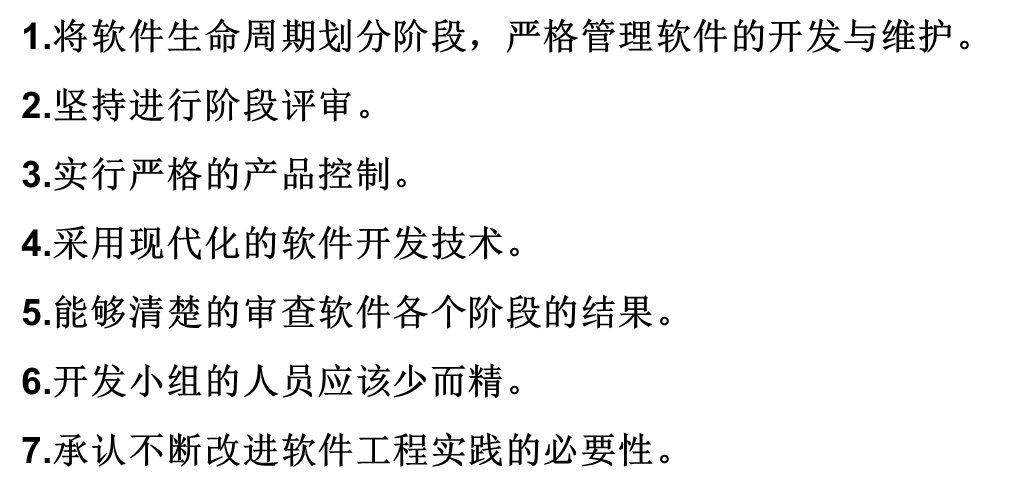 1.将软件生命周期划分阶段，严格管理软件的开发与维护。
2.坚持进行阶段评审。
3.实行严格的产品控制。
4.采用现代化的软件开发技术。
5.能够清楚的审查软件各个阶段的结果。
6.开发小组的人员应该少而精。
7.承认不断改进软件工程实践的必要性。